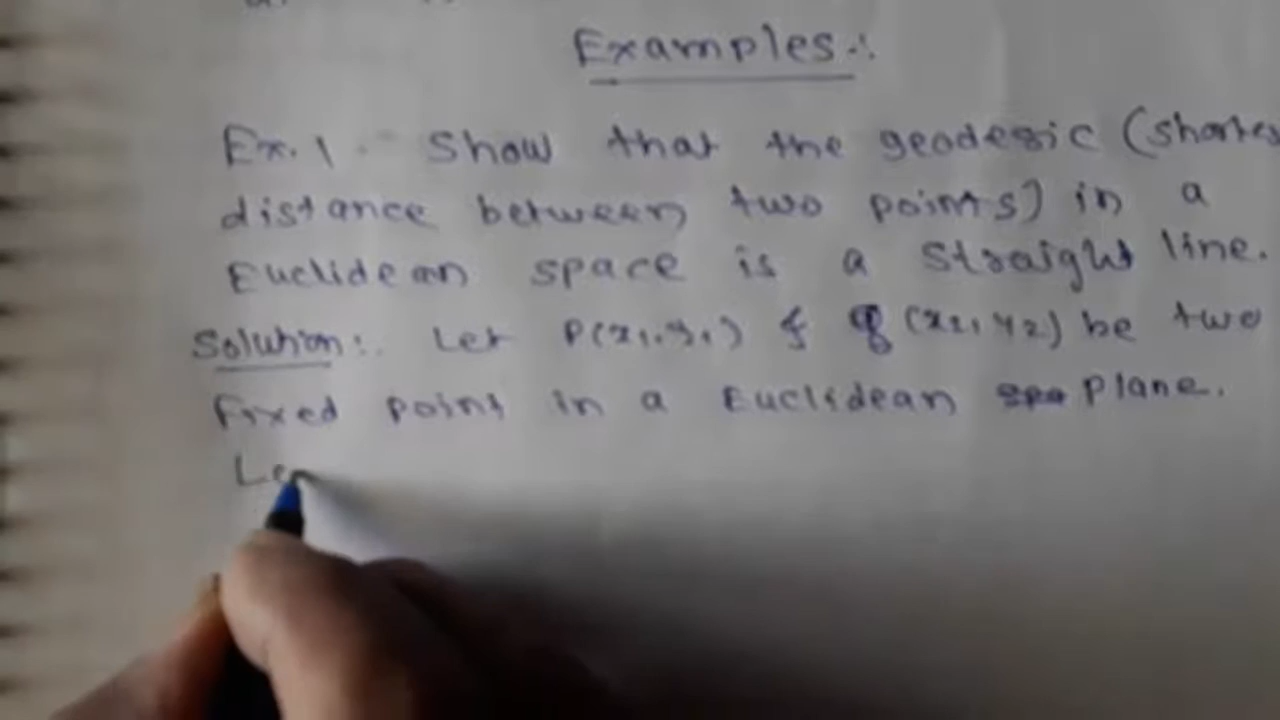 Examples :
Ex. 1. Show that the geodesic (shortes
distance between two points) in a
Euclidean space is a straight line.
Solution :. Let P(x1, y1) & Q (x2, y2) be two
Fixed point in a Euclidean plane.
Le